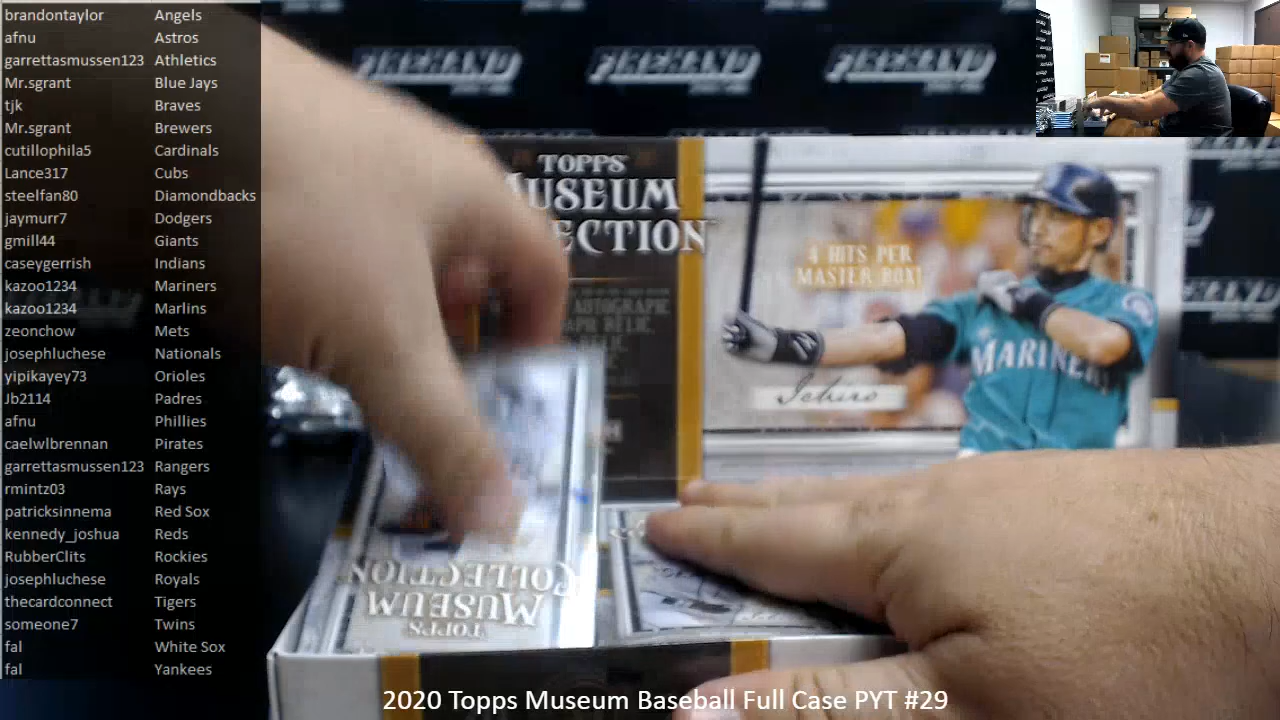 brandontaylor Angels
afnu Astros
garrettasmussen123 Athletics
Mr.sgrant Blue Jays
tjk Braves
Mr.sgrant Brewers
cutillophila5 Cardinals
Lance317 Cubs
steelfan80 Diamondbacks
jaymurr7 Dodgers
gmill44 Giants
caseygerrish Indians
kazoo1234 Mariners
kazoo1234 Marlins
zeonchow Mets
josephluchese Nationals
yipikayey73 Orioles
Jb2114 Padres
afnu Phillies
caelwlbrennan Pirates
garrettasmussen123 Rangers
rmintz03 Rays
patricksinnema Red Sox
kennedy_joshua Reds
RubberClits Rockies
josephluchese Royals
thecardconnect Tigers
someone7 Twins
fal White Sox
fal Yankees
TOPPS
MUSEUM
4 HITS PER
MASTER BOX!
MARINERS
Ichiro
AUTOGRAPH
RELIC,
TOPPS
MUSEUM
COLLECTION
2020 Topps Museum Baseball Full Case PYT #29